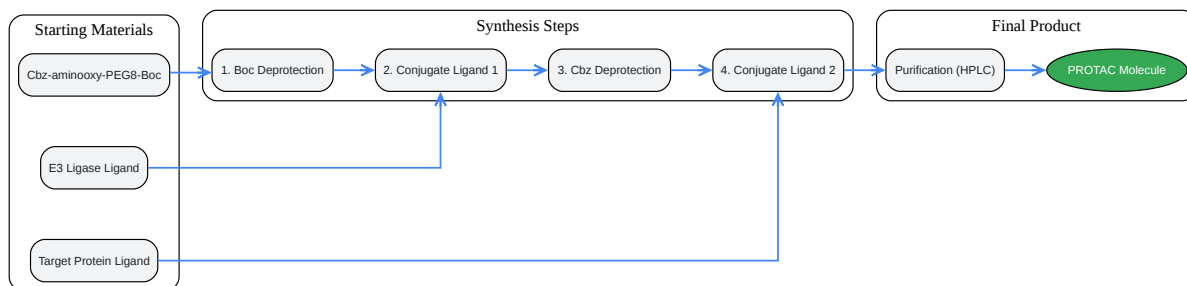 Starting Materials
Synthesis Steps
Final Product
Cbz-aminooxy-PEG8-Boc
1. Boc Deprotection
2. Conjugate Ligand 1
3. Cbz Deprotection
4. Conjugate Ligand 2
Purification (HPLC)
PROTAC Molecule
E3 Ligase Ligand
Target Protein Ligand